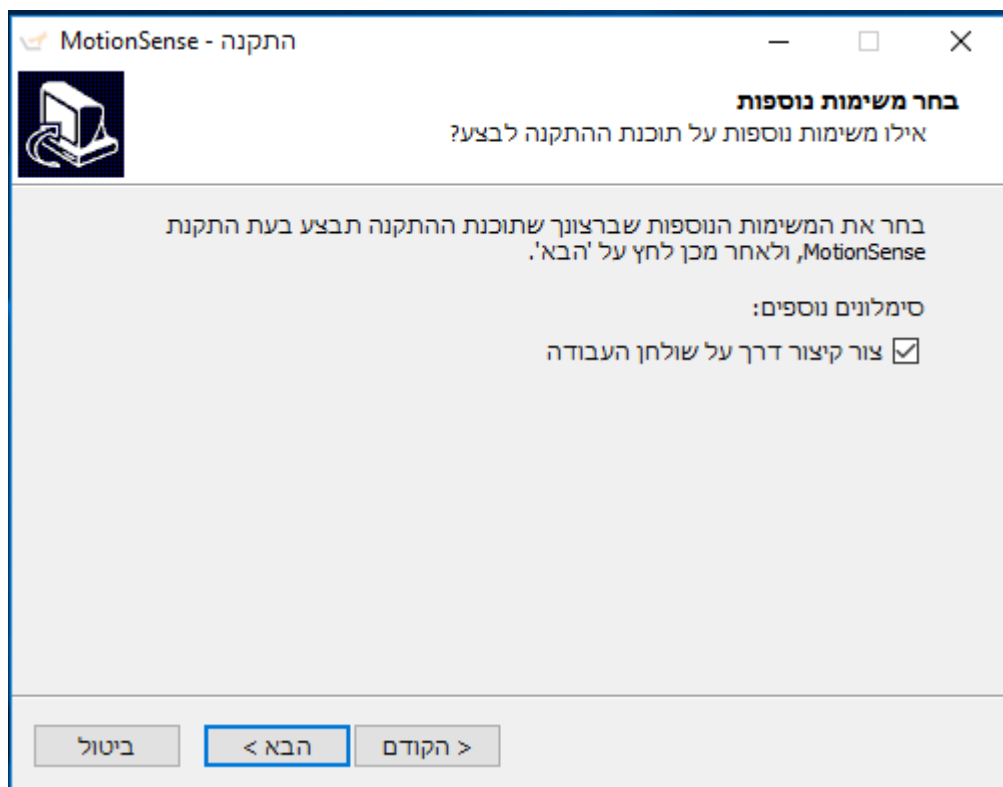 התקנה - MotionSense
בחר משימות נוספות
אילו משימות נוספות על תוכנת ההתקנה לבצע?
בחר את המשימות הנוספות שברצונך שתוכנת ההתקנה תבצע בעת התקנת
MotionSense, ולאחר מכן לחץ על 'הבא'.
סימלונים נוספים:
צור קיצור דרך על שולחן העבודה
< הקודם
הבא >
ביטול